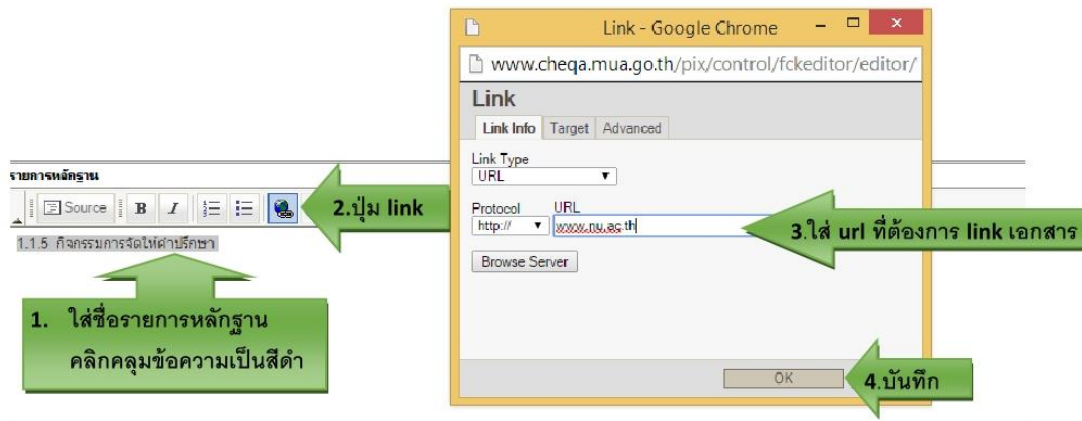 Link - Google Chrome
www.cheqa.mua.go.th/pix/control/fckeditor/editor/
Link
Link Info Target Advanced
Link Type
URL
Protocol URL
http:// www.nu.ac.th
Browse Server
OK
รายการหลักฐาน
Source B I
1.1.5 กิจกรรมการจัดให้คำปรึกษา
1. ใส่ชื่อรายการหลักฐาน
คลิกคลุมข้อความเป็นสีดำ
2.ปุ่ม link
3.ใส่ url ที่ต้องการ link เอกสาร
4.บันทึก